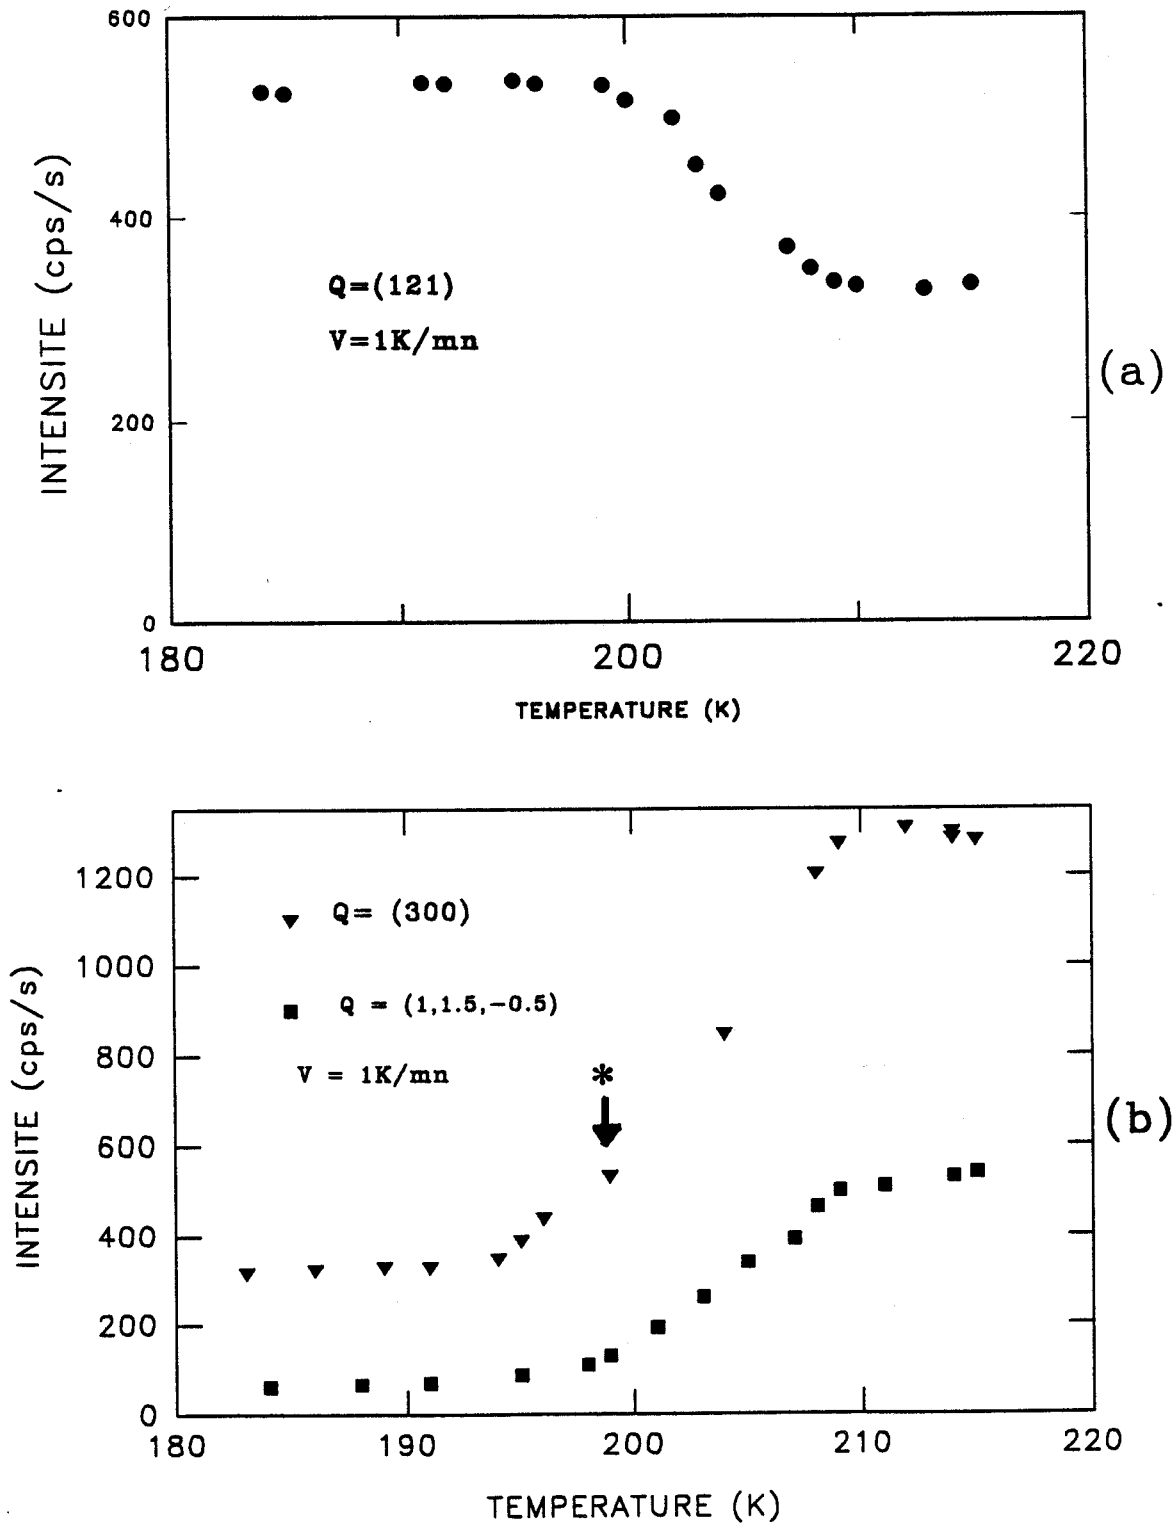 600
400
200
0
INTENSITE (cps/s)
Q=(121)
V=1K/mn
(a)
180 200 220
TEMPERATURE (K)
1200
1000
800
600
400
200
0
INTENSITE (cps/s)
Q= (300)
Q = (1,1.5,-0.5)
V = 1K/mn
*
(b)
180 190 200 210 220
TEMPERATURE (K)